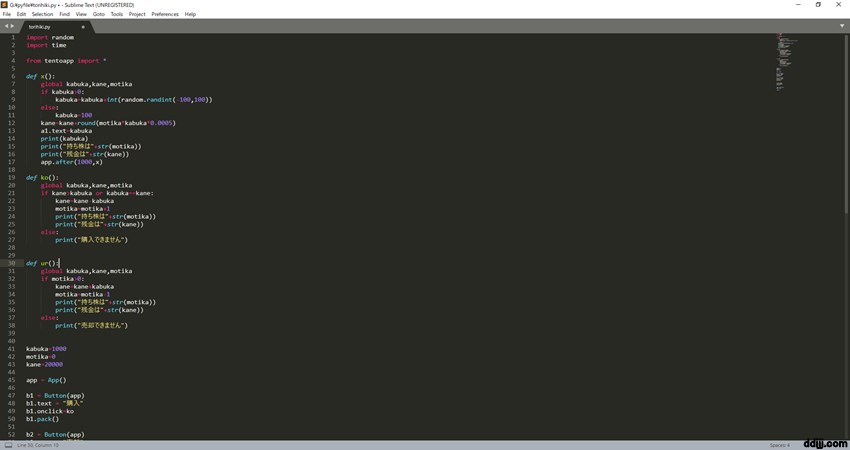 G:¥pyfile¥torihiki.py • - Sublime Text (UNREGISTERED)
File Edit Selection Find View Goto Tools Project Preferences Help
torihiki.py
1 import random
2 import time
3
4 from tentoapp import *
5
6 def x():
7 global kabuka,kane,motika
8 if kabuka>0:
9 kabuka=kabuka+int(random.randint(-100,100))
10 else:
11 kabuka=100
12 kane=kane+round(motika*kabuka*0.0005)
13 a1.text=kabuka
14 print(kabuka)
15 print("持ち株は"+str(motika))
16 print("残金は"+str(kane))
17 app.after(1000,x)
18
19 def ko():
20 global kabuka,kane,motika
21 if kane>kabuka or kabuka==kane:
22 kane=kane-kabuka
23 motika=motika+1
24 print("持ち株は"+str(motika))
25 print("残金は"+str(kane))
26 else:
27 print("購入できません")
28
29
30 def ur():
31 global kabuka,kane,motika
32 if motika>0:
33 kane=kane+kabuka
34 motika=motika-1
35 print("持ち株は"+str(motika))
36 print("残金は"+str(kane))
37 else:
38 print("売却できません")
39
40
41 kabuka=1000
42 motika=0
43 kane=20000
44
45 app = App()
46
47 b1 = Button(app)
48 b1.text = "購入"
49 b1.onclick=ko
50 b1.pack()
51
52 b2 = Button(app)
Line 30, Column 10
Spaces: 4
ddjjj.com